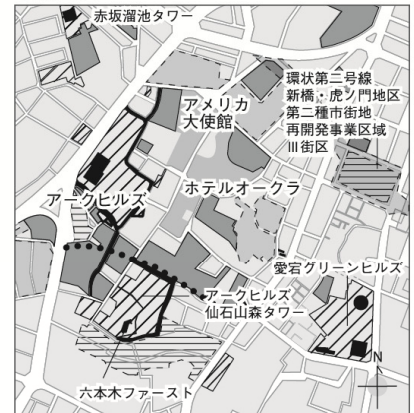 赤坂溜池タワー
環状第二号線
新橋・虎ノ門地区
第二種市街地
再開発事業区域
Ⅲ街区
アメリカ
大使館
アークヒルズ
ホテルオークラ
愛宕グリーンヒルズ
アークヒルズ
仙石山森タワー
N
六本木ファースト